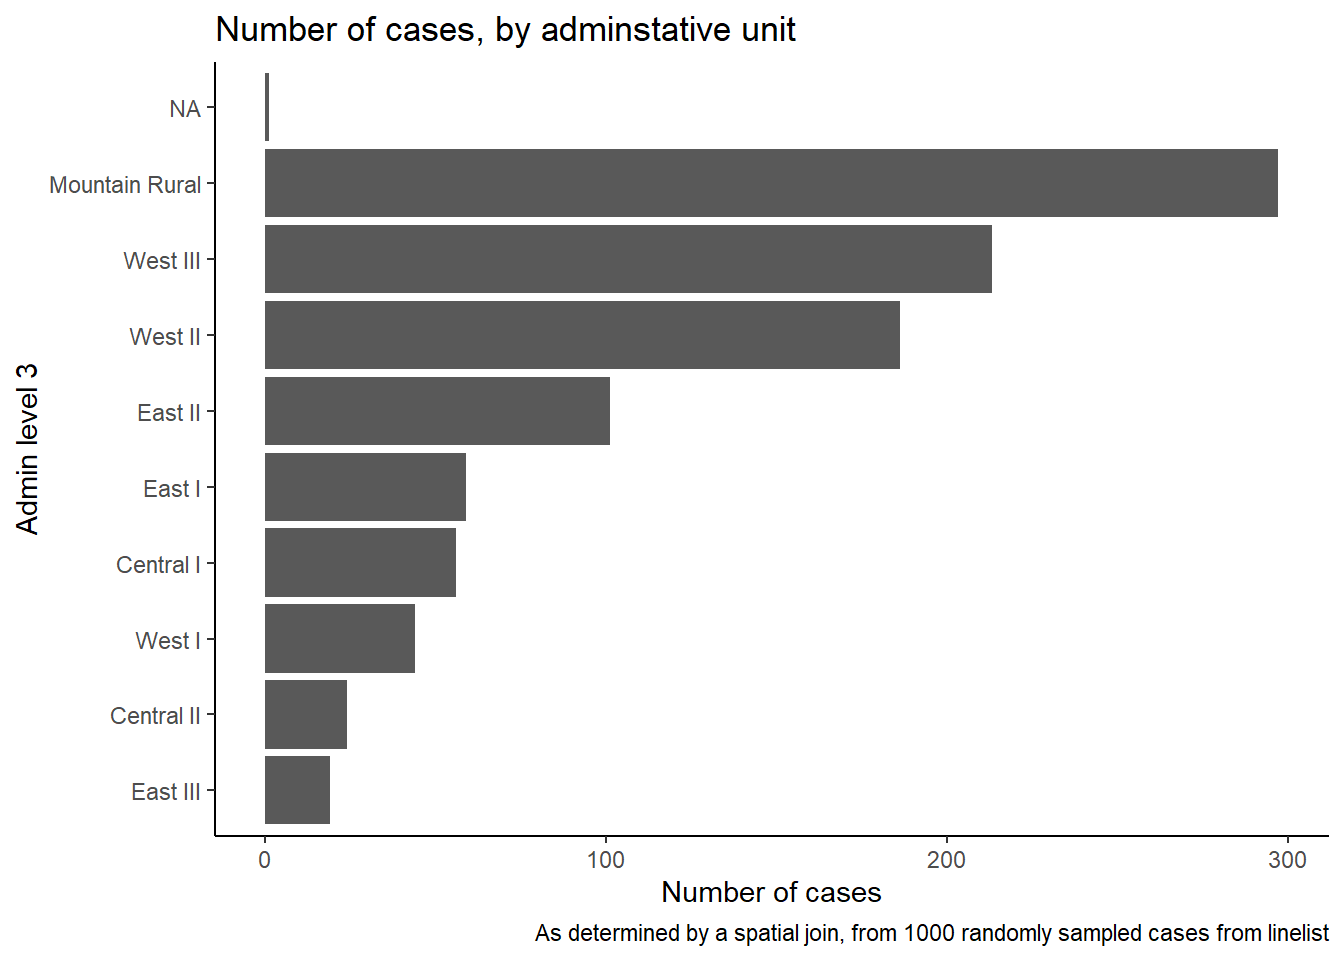 Number of cases, by adminstative unit
NA
Mountain Rural
West III
West II
East II
East I
Central I
West I
Central II
East III
Admin level 3
0 100 200 300
Number of cases
As determined by a spatial join, from 1000 randomly sampled cases from linelist